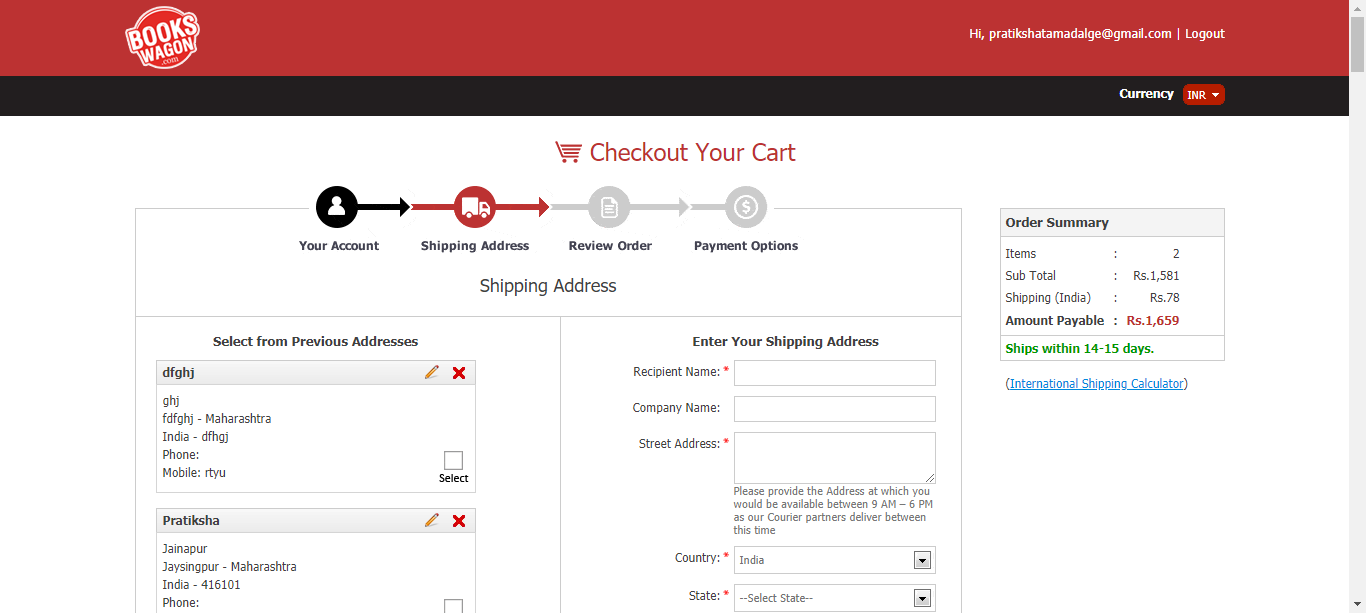 BOOKS
WAGON
.com
Hi, pratikshatamadalge@gmail.com | Logout
Currency INR
Checkout Your Cart
Your Account
Shipping Address
Review Order
Payment Options
Shipping Address
Select from Previous Addresses
dfghj
ghj
fdfghj - Maharashtra
India - dfhgj
Phone:
Mobile: rtyu
Select
Pratiksha
Jainapur
Jaysingpur - Maharashtra
India - 416101
Phone:
Enter Your Shipping Address
Recipient Name: *
Company Name:
Street Address: *
Please provide the Address at which you
would be available between 9 AM – 6 PM
as our Courier partners deliver between
this time
Country: * India
State: * --Select State--
Order Summary
Items : 2
Sub Total : Rs.1,581
Shipping (India) : Rs.78
Amount Payable : Rs.1,659
Ships within 14-15 days.
(International Shipping Calculator)